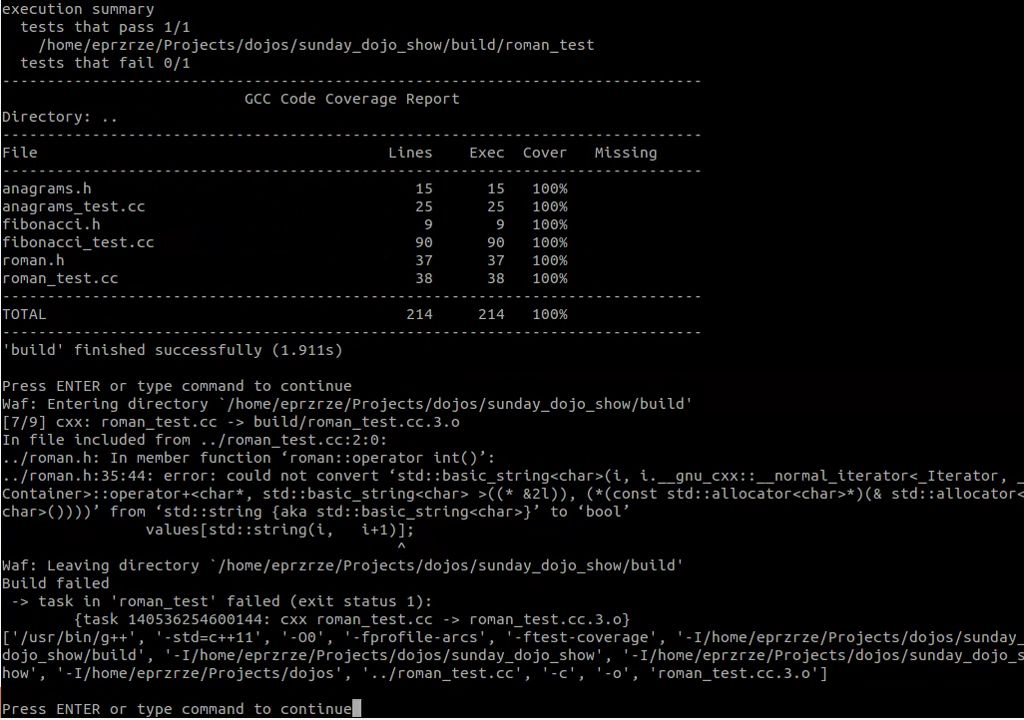 execution summary
  tests that pass 1/1
    /home/eprzrze/Projects/dojos/sunday_dojo_show/build/roman_test
  tests that fail 0/1
------------------------------------------------------------------------------
                           GCC Code Coverage Report
Directory: ..
------------------------------------------------------------------------------
File                                       Lines    Exec  Cover   Missing
------------------------------------------------------------------------------
anagrams.h                                    15      15   100%
anagrams_test.cc                              25      25   100%
fibonacci.h                                    9       9   100%
fibonacci_test.cc                             90      90   100%
roman.h                                       37      37   100%
roman_test.cc                                 38      38   100%
------------------------------------------------------------------------------
TOTAL                                        214     214   100%
------------------------------------------------------------------------------
'build' finished successfully (1.911s)
Press ENTER or type command to continue
Waf: Entering directory `/home/eprzrze/Projects/dojos/sunday_dojo_show/build'
[7/9] cxx: roman_test.cc -> build/roman_test.cc.3.o
In file included from ../roman_test.cc:2:0:
../roman.h: In member function ‘roman::operator int()’:
../roman.h:35:44: error: could not convert ‘std::basic_string<char>(i, i.__gnu_cxx::__normal_iterator<_Iterator, _
Container>::operator+<char*, std::basic_string<char> >((* &2l)), (*(const std::allocator<char>*)(& std::allocator<
char>())))’ from ‘std::string {aka std::basic_string<char>}’ to ‘bool’
                values[std::string(i,   i+1)];
                                            ^
Waf: Leaving directory `/home/eprzrze/Projects/dojos/sunday_dojo_show/build'
Build failed
 -> task in 'roman_test' failed (exit status 1):
        {task 140536254600144: cxx roman_test.cc -> roman_test.cc.3.o}
['/usr/bin/g++', '-std=c++11', '-O0', '-fprofile-arcs', '-ftest-coverage', '-I/home/eprzrze/Projects/dojos/sunday_
dojo_show/build', '-I/home/eprzrze/Projects/dojos/sunday_dojo_show', '-I/home/eprzrze/Projects/dojos/sunday_dojo_s
how', '-I/home/eprzrze/Projects/dojos', '../roman_test.cc', '-c', '-o', 'roman_test.cc.3.o']
Press ENTER or type command to continue